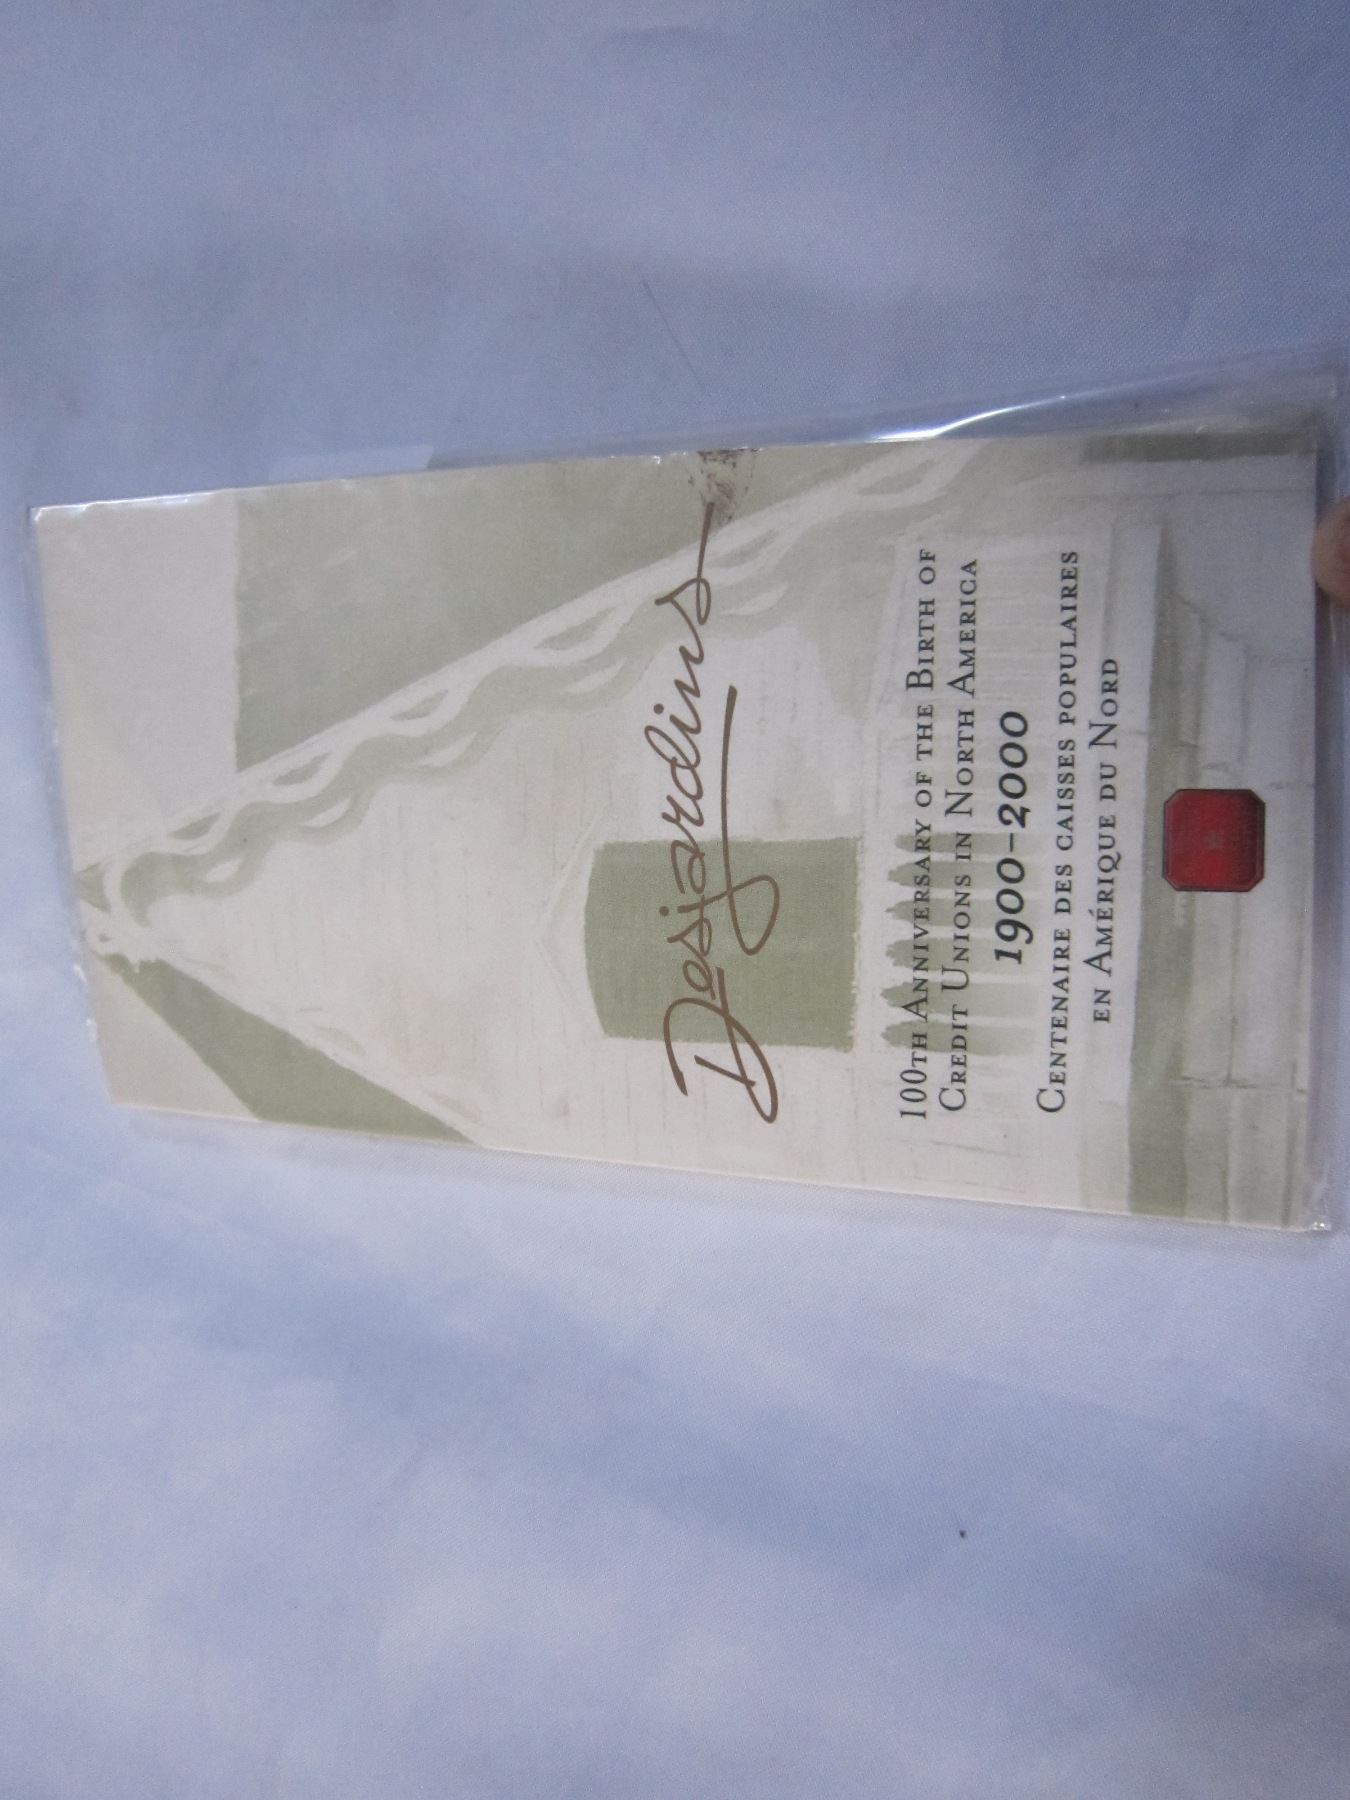 Desjardins
100TH ANNIVERSARY OF THE BIRTH OF
CREDIT UNIONS IN NORTH AMERICA
1900–2000
CENTENAIRE DES CAISSES POPULAIRES
EN AMÉRIQUE DU NORD